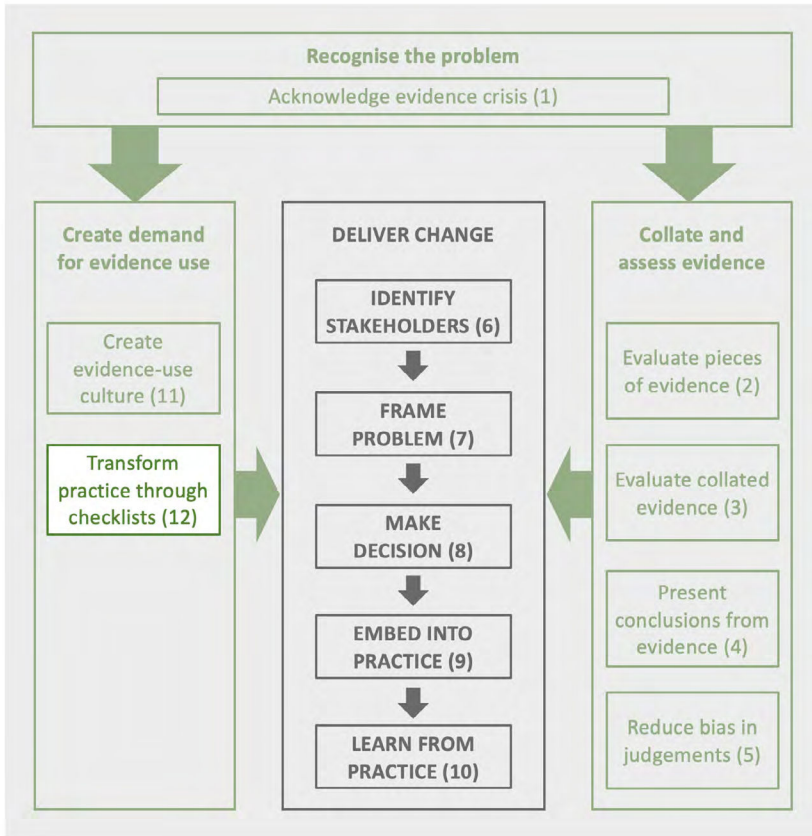 Recognise the problem
Acknowledge evidence crisis (1)
Create demand
for evidence use
Create
evidence-use
culture (11)
Transform
practice through
checklists (12)
DELIVER CHANGE
IDENTIFY
STAKEHOLDERS (6)
FRAME
PROBLEM (7)
MAKE
DECISION (8)
EMBED INTO
PRACTICE (9)
LEARN FROM
PRACTICE (10)
Collate and
assess evidence
Evaluate pieces
of evidence (2)
Evaluate collated
evidence (3)
Present
conclusions from
evidence (4)
Reduce bias in
judgements (5)